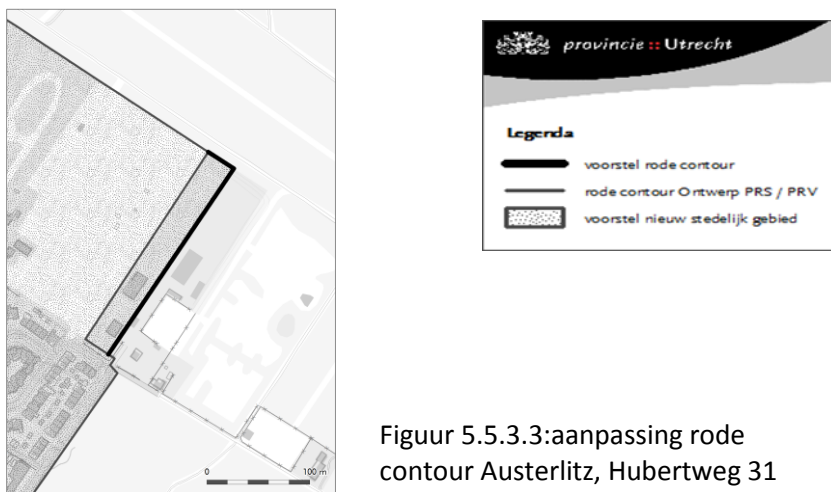 provincie :: Utrecht
Legenda
voorstel rode contour
rode contour Ontwerp PRS / PRV
voorstel nieuw stedelijk gebied
0 100 m
Figuur 5.5.3.3:aanpassing rode
contour Austerlitz, Hubertweg 31